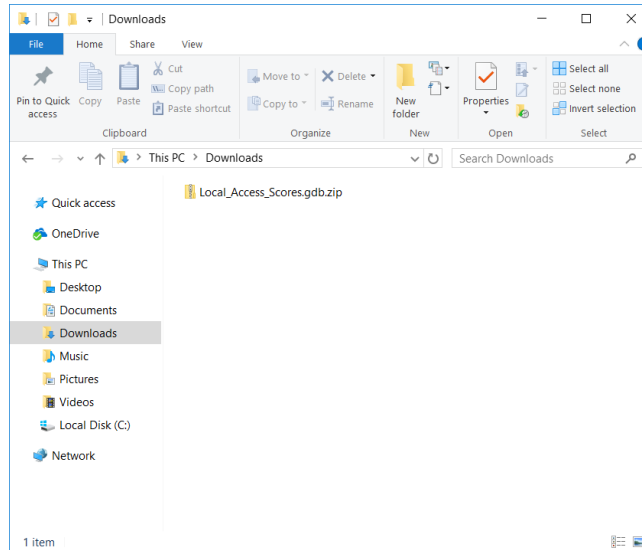 Downloads
File Home Share View
Pin to Quick access
Copy
Paste
Cut
Copy path
Paste shortcut
Clipboard
Move to
Copy to
Delete
Rename
Organize
New folder
New
Properties
Open
Select all
Select none
Invert selection
Select
This PC > Downloads
Search Downloads
Quick access
OneDrive
This PC
Desktop
Documents
Downloads
Music
Pictures
Videos
Local Disk (C:)
Network
Local_Access_Scores.gdb.zip
1 item